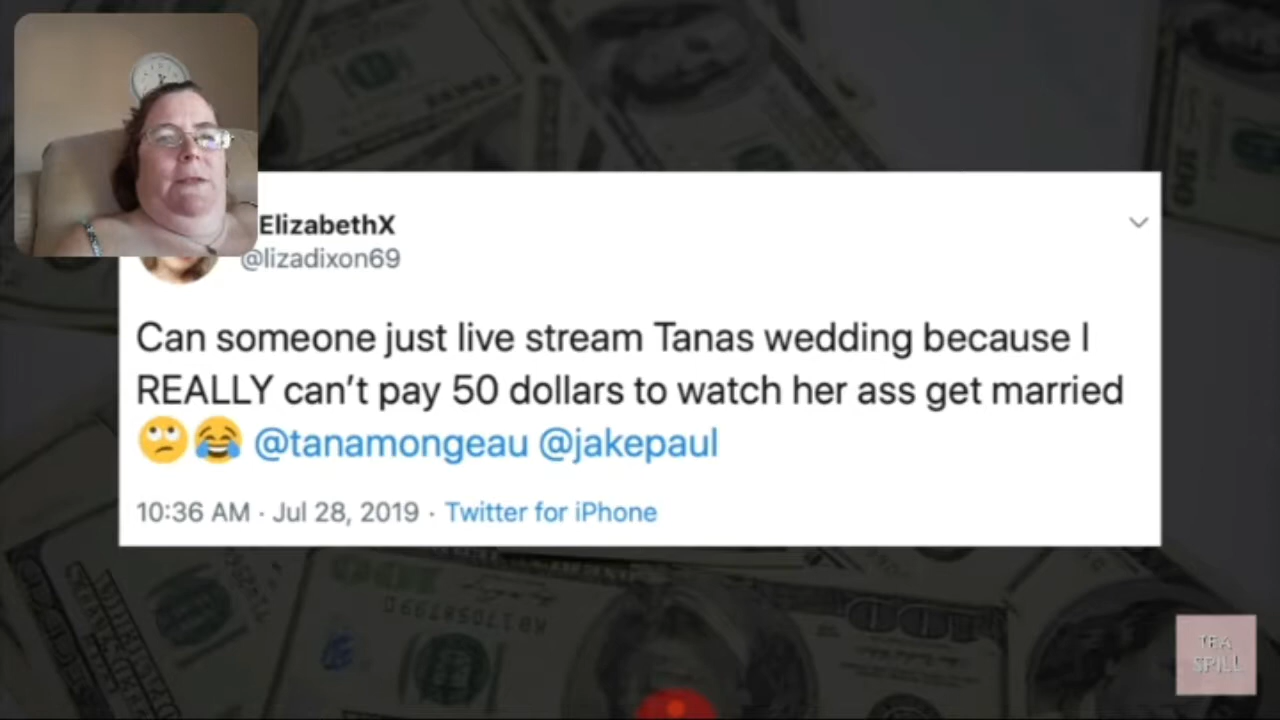 ElizabethX
@lizadixon69
Can someone just live stream Tanas wedding because I
REALLY can't pay 50 dollars to watch her ass get married
🙄😂 @tanamongeau @jakepaul
10:36 AM · Jul 28, 2019 · Twitter for iPhone
TEA
SPILL